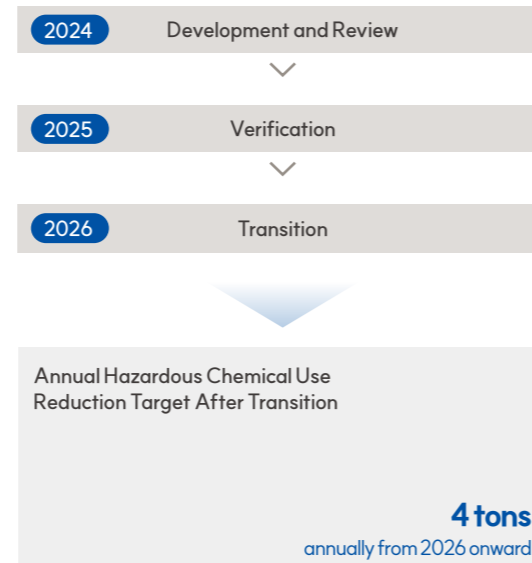 2024 Development and Review
2025 Verification
2026 Transition
Annual Hazardous Chemical Use
Reduction Target After Transition
4 tons
annually from 2026 onward